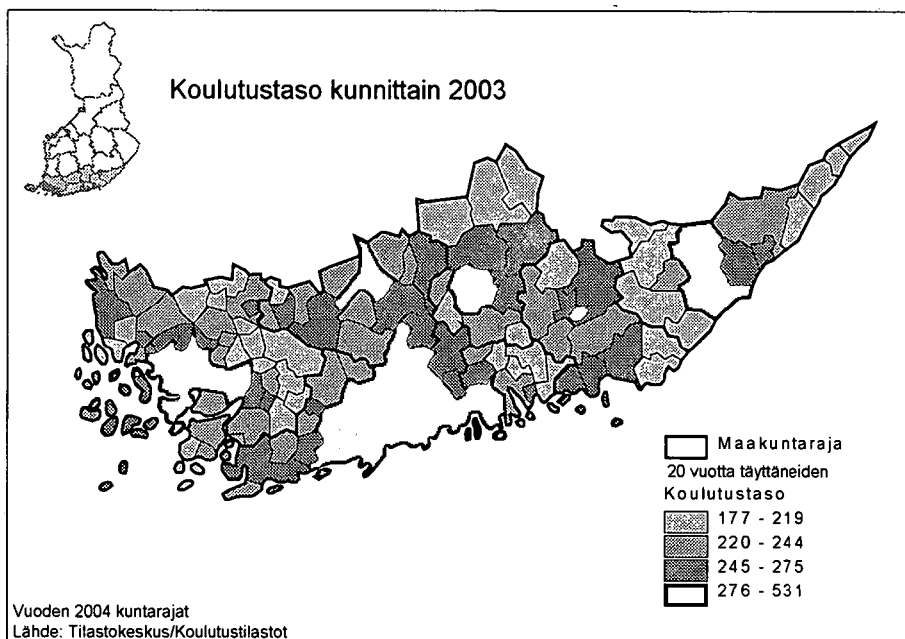 Koulutustaso kunnittain 2003
Maakuntaraja
20 vuotta täyttäneiden
Koulutustaso
177 - 219
220 - 244
245 - 275
276 - 531
Vuoden 2004 kuntarajat
Lähde: Tilastokeskus/Koulutustilastot